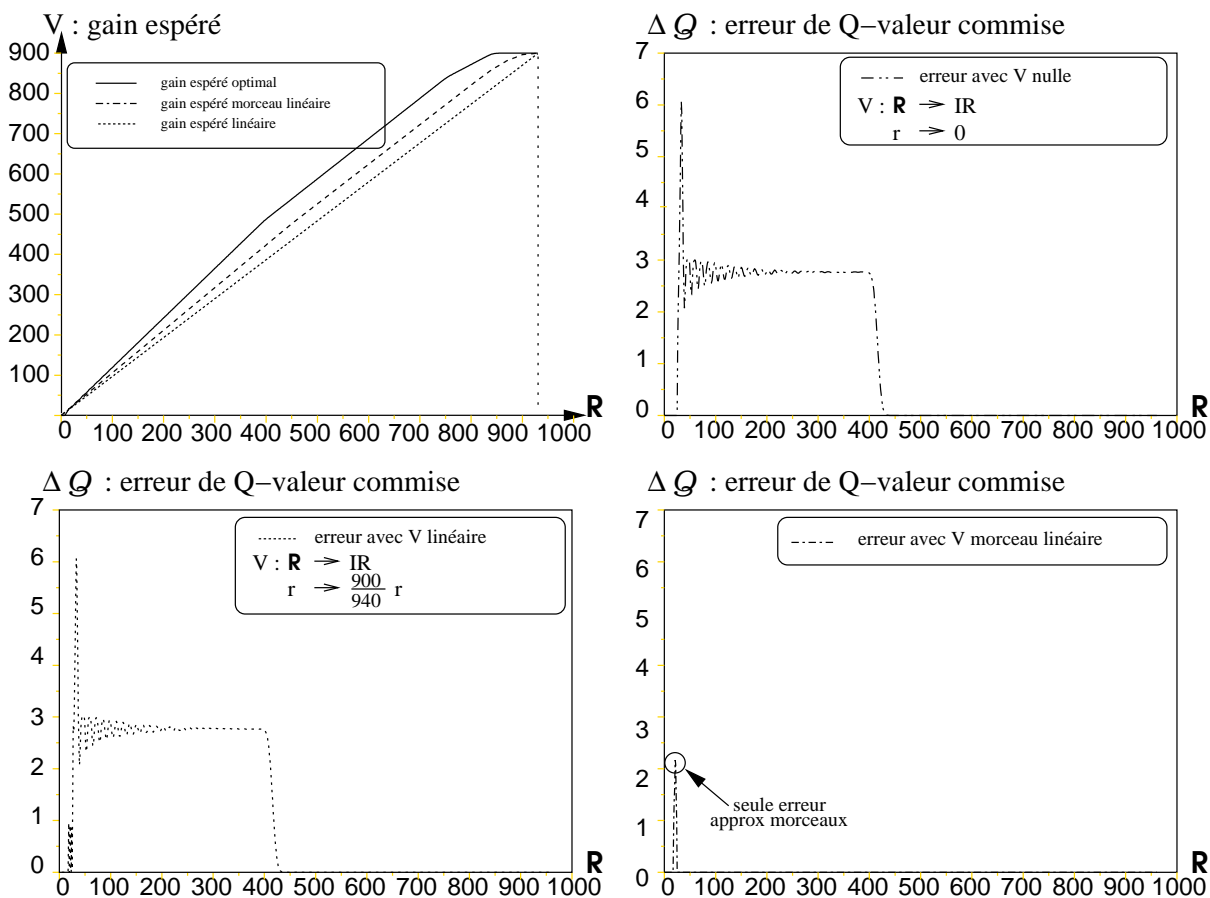 V : gain espéré
900
800
700
600
500
400
300
200
100
gain espéré optimal
gain espéré morceau linéaire
gain espéré linéaire
R
0 100 200 300 400 500 600 700 800 900 1000
Δ Q : erreur de Q−valeur commise
7
6
5
4
3
2
1
0
erreur avec V nulle
V : R → IR
r → 0
R
0 100 200 300 400 500 600 700 800 900 1000
Δ Q : erreur de Q−valeur commise
7
6
5
4
3
2
1
0
erreur avec V linéaire
V : R → IR
r → 900/940 r
R
0 100 200 300 400 500 600 700 800 900 1000
Δ Q : erreur de Q−valeur commise
7
6
5
4
3
2
1
0
erreur avec V morceau linéaire
seule erreur
approx morceaux
R
0 100 200 300 400 500 600 700 800 900 1000